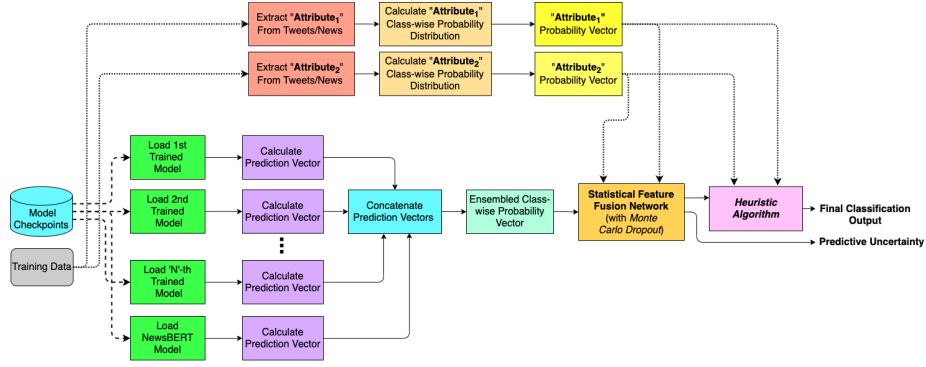 Extract "Attribute1"
From Tweets/News
Calculate "Attribute1"
Class-wise Probability
Distribution
"Attribute1"
Probability Vector
Extract "Attribute2"
From Tweets/News
Calculate "Attribute2"
Class-wise Probability
Distribution
"Attribute2"
Probability Vector
Load 1st
Trained
Model
Calculate
Prediction Vector
Model
Checkpoints
Load 2nd
Trained
Model
Calculate
Prediction Vector
Concatenate
Prediction Vectors
Ensembled Class-
wise Probability
Vector
Statistical Feature
Fusion Network
(with Monte
Carlo Dropout)
Heuristic
Algorithm
Final Classification
Output
Predictive Uncertainty
Training Data
Load 'N'-th
Trained
Model
Calculate
Prediction Vector
Load
NewsBERT
Model
Calculate
Prediction Vector